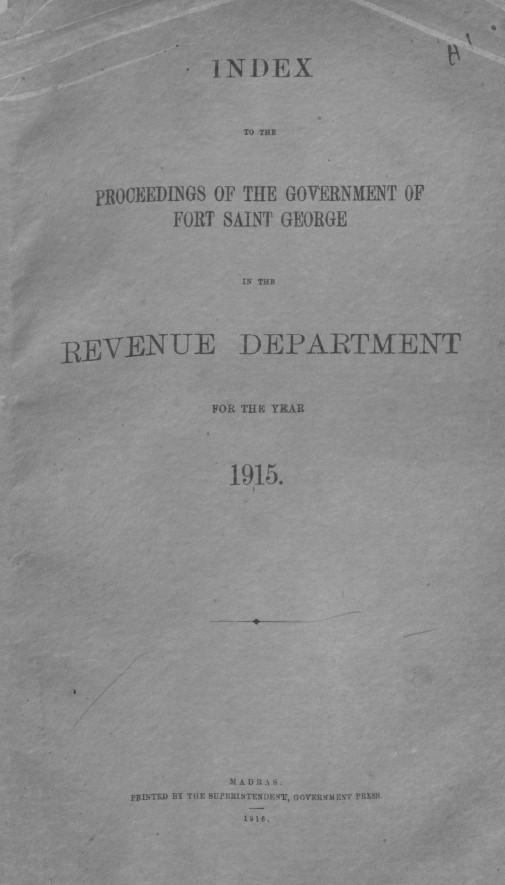 INDEX
TO THE
PROCEEDINGS OF THE GOVERNMENT OF
FORT SAINT GEORGE
IN THE
REVENUE DEPARTMENT
FOR THE YEAR
1915.
MADRAS.
PRINTED BY THE SUPERINTENDENT, GOVERNMENT PRESS.
1916.